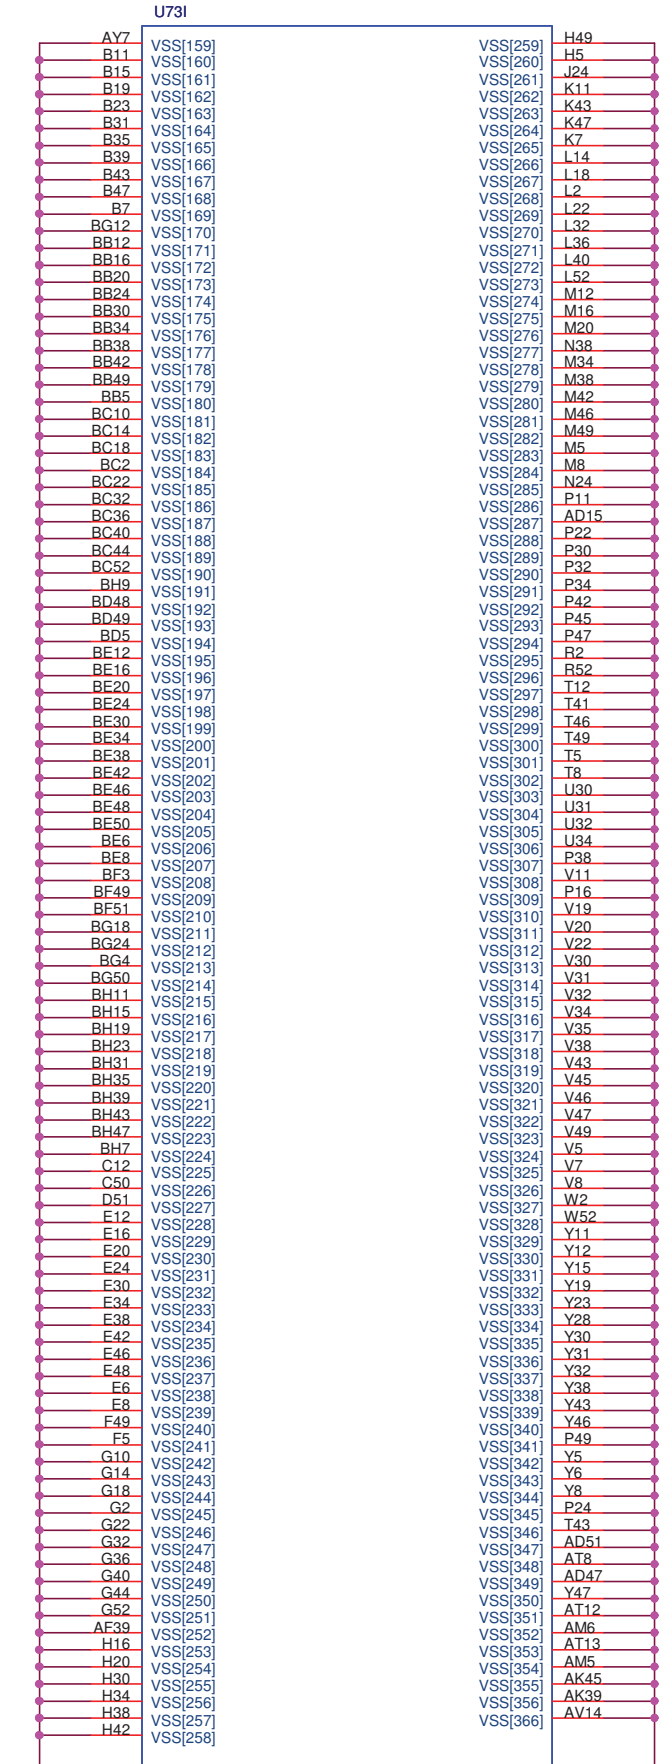 U73I
AY7 VSS[159] VSS[259] H49
B11 VSS[160] VSS[260] H5
B15 VSS[161] VSS[261] J24
B19 VSS[162] VSS[262] K11
B23 VSS[163] VSS[263] K43
B31 VSS[164] VSS[264] K47
B35 VSS[165] VSS[265] K7
B39 VSS[166] VSS[266] L14
B43 VSS[167] VSS[267] L18
B47 VSS[168] VSS[268] L2
B7 VSS[169] VSS[269] L22
BG12 VSS[170] VSS[270] L32
BB12 VSS[171] VSS[271] L36
BB16 VSS[172] VSS[272] L40
BB20 VSS[173] VSS[273] L52
BB24 VSS[174] VSS[274] M12
BB30 VSS[175] VSS[275] M16
BB34 VSS[176] VSS[276] M20
BB38 VSS[177] VSS[277] N38
BB42 VSS[178] VSS[278] M34
BB49 VSS[179] VSS[279] M38
BB5 VSS[180] VSS[280] M42
BC10 VSS[181] VSS[281] M46
BC14 VSS[182] VSS[282] M49
BC18 VSS[183] VSS[283] M5
BC2 VSS[184] VSS[284] M8
BC22 VSS[185] VSS[285] N24
BC32 VSS[186] VSS[286] P11
BC36 VSS[187] VSS[287] AD15
BC40 VSS[188] VSS[288] P22
BC44 VSS[189] VSS[289] P30
BC52 VSS[190] VSS[290] P32
BH9 VSS[191] VSS[291] P34
BD48 VSS[192] VSS[292] P42
BD49 VSS[193] VSS[293] P45
BD5 VSS[194] VSS[294] P47
BE12 VSS[195] VSS[295] R2
BE16 VSS[196] VSS[296] R52
BE20 VSS[197] VSS[297] T12
BE24 VSS[198] VSS[298] T41
BE30 VSS[199] VSS[299] T46
BE34 VSS[200] VSS[300] T49
BE38 VSS[201] VSS[301] T5
BE42 VSS[202] VSS[302] T8
BE46 VSS[203] VSS[303] U30
BE48 VSS[204] VSS[304] U31
BE50 VSS[205] VSS[305] U32
BE6 VSS[206] VSS[306] U34
BE8 VSS[207] VSS[307] P38
BF3 VSS[208] VSS[308] V11
BF49 VSS[209] VSS[309] P16
BF51 VSS[210] VSS[310] V19
BG18 VSS[211] VSS[311] V20
BG24 VSS[212] VSS[312] V22
BG4 VSS[213] VSS[313] V30
BG50 VSS[214] VSS[314] V31
BH11 VSS[215] VSS[315] V32
BH15 VSS[216] VSS[316] V34
BH19 VSS[217] VSS[317] V35
BH23 VSS[218] VSS[318] V38
BH31 VSS[219] VSS[319] V43
BH35 VSS[220] VSS[320] V45
BH39 VSS[221] VSS[321] V46
BH43 VSS[222] VSS[322] V47
BH47 VSS[223] VSS[323] V49
BH7 VSS[224] VSS[324] V5
C12 VSS[225] VSS[325] V7
C50 VSS[226] VSS[326] V8
D51 VSS[227] VSS[327] W2
E12 VSS[228] VSS[328] W52
E16 VSS[229] VSS[329] Y11
E20 VSS[230] VSS[330] Y12
E24 VSS[231] VSS[331] Y15
E30 VSS[232] VSS[332] Y19
E34 VSS[233] VSS[333] Y23
E38 VSS[234] VSS[334] Y28
E42 VSS[235] VSS[335] Y30
E46 VSS[236] VSS[336] Y31
E48 VSS[237] VSS[337] Y32
E6 VSS[238] VSS[338] Y38
E8 VSS[239] VSS[339] Y43
F49 VSS[240] VSS[340] Y46
F5 VSS[241] VSS[341] P49
G10 VSS[242] VSS[342] Y5
G14 VSS[243] VSS[343] Y6
G18 VSS[244] VSS[344] Y8
G2 VSS[245] VSS[345] P24
G22 VSS[246] VSS[346] T43
G32 VSS[247] VSS[347] AD51
G36 VSS[248] VSS[348] AT8
G40 VSS[249] VSS[349] AD47
G44 VSS[250] VSS[350] Y47
G52 VSS[251] VSS[351] AT12
AF39 VSS[252] VSS[352] AM6
H16 VSS[253] VSS[353] AT13
H20 VSS[254] VSS[354] AM5
H30 VSS[255] VSS[355] AK45
H34 VSS[256] VSS[356] AK39
H38 VSS[257] VSS[366] AV14
H42 VSS[258]